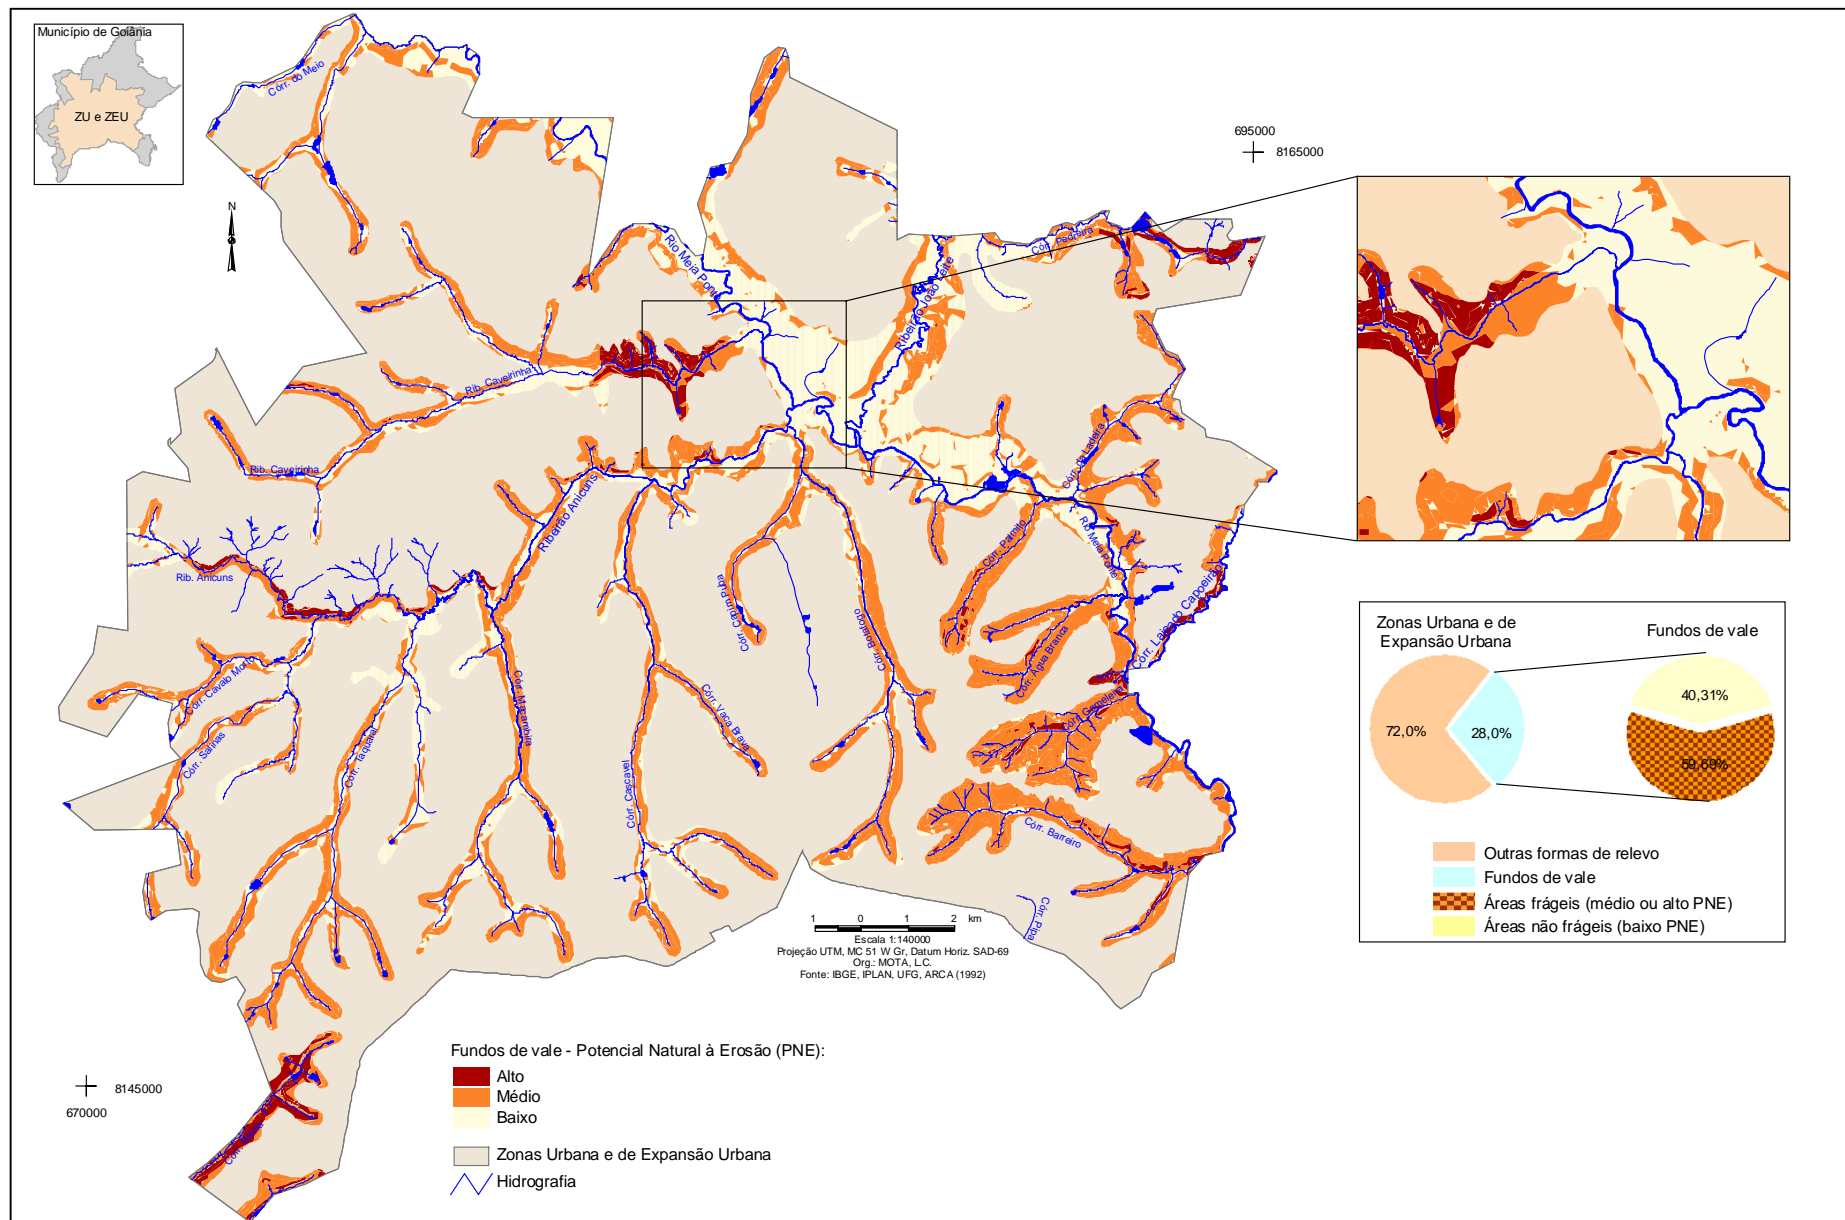 Município de Goiânia
ZU e ZEU
N
695000
8165000
Córr. do Meio
Rio Meia Ponte
Ribeirão João Leite
Córr. Pedreira
Rib. Caveirinha
Rib. Caveirinha
Ribeirão Anicuns
Rib. Anicuns
Córr. da Ladeira
Córr. Palmito
Rib. Meia Ponte
Córr. Lajeado Capoeirão
Córr. Água Branca
Córr. Capim Puba
Córr. Botafogo
Córr. Cavalo Morto
Córr. Salinas
Córr. Taquaral
Córr. Macambira
Córr. Vaca Brava
Córr. Cascavel
Córr. Gameleira
Córr. Barreiro
Córr. Pipa
Zonas Urbana e de
Expansão Urbana
Fundos de vale
72,0%
28,0%
40,31%
59,69%
Outras formas de relevo
Fundos de vale
Áreas frágeis (médio ou alto PNE)
Áreas não frágeis (baixo PNE)
1 0 1 2 km
Escala 1:140000
Projeção UTM, MC 51 W Gr, Datum Horiz. SAD-69
Org.: MOTA, L.C.
Fonte: IBGE, IPLAN, UFG, ARCA (1992)
8145000
670000
Fundos de vale - Potencial Natural à Erosão (PNE):
Alto
Médio
Baixo
Zonas Urbana e de Expansão Urbana
Hidrografia